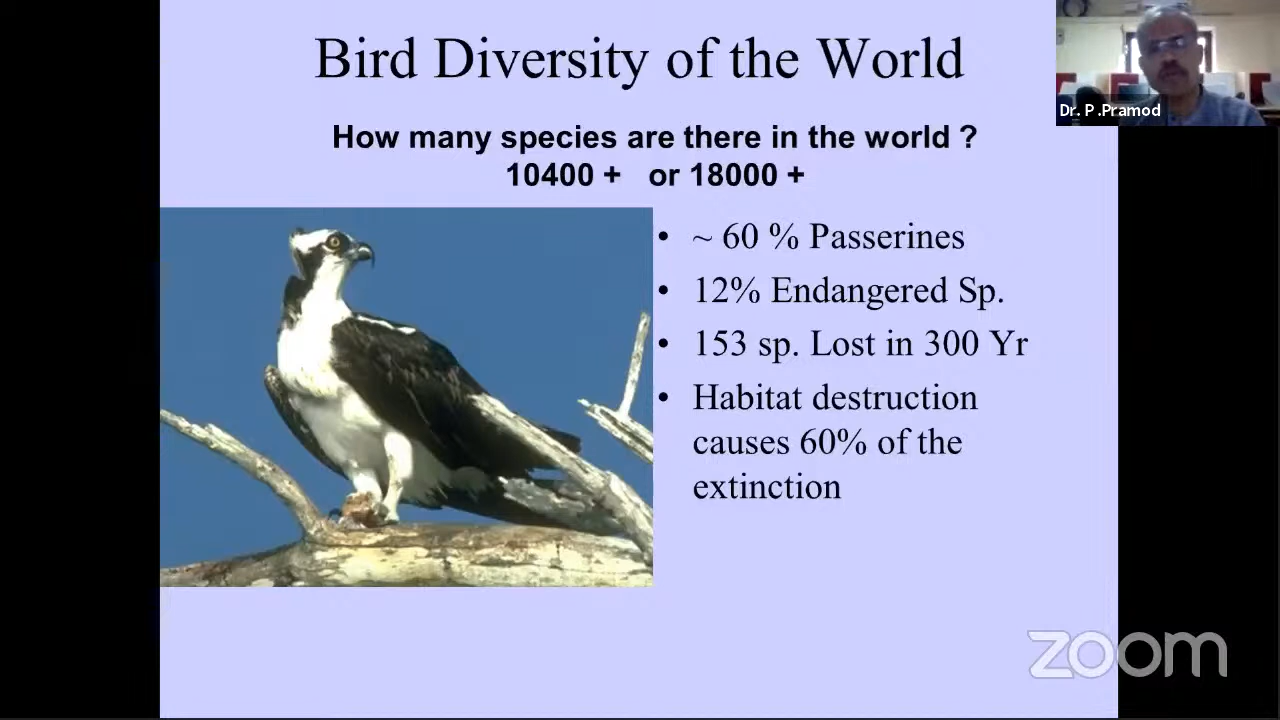 Bird Diversity of the World
Dr. P .Pramod
How many species are there in the world ?
10400 + or 18000 +
• ~ 60 % Passerines
• 12% Endangered Sp.
• 153 sp. Lost in 300 Yr
• Habitat destruction
causes 60% of the
extinction
zoom